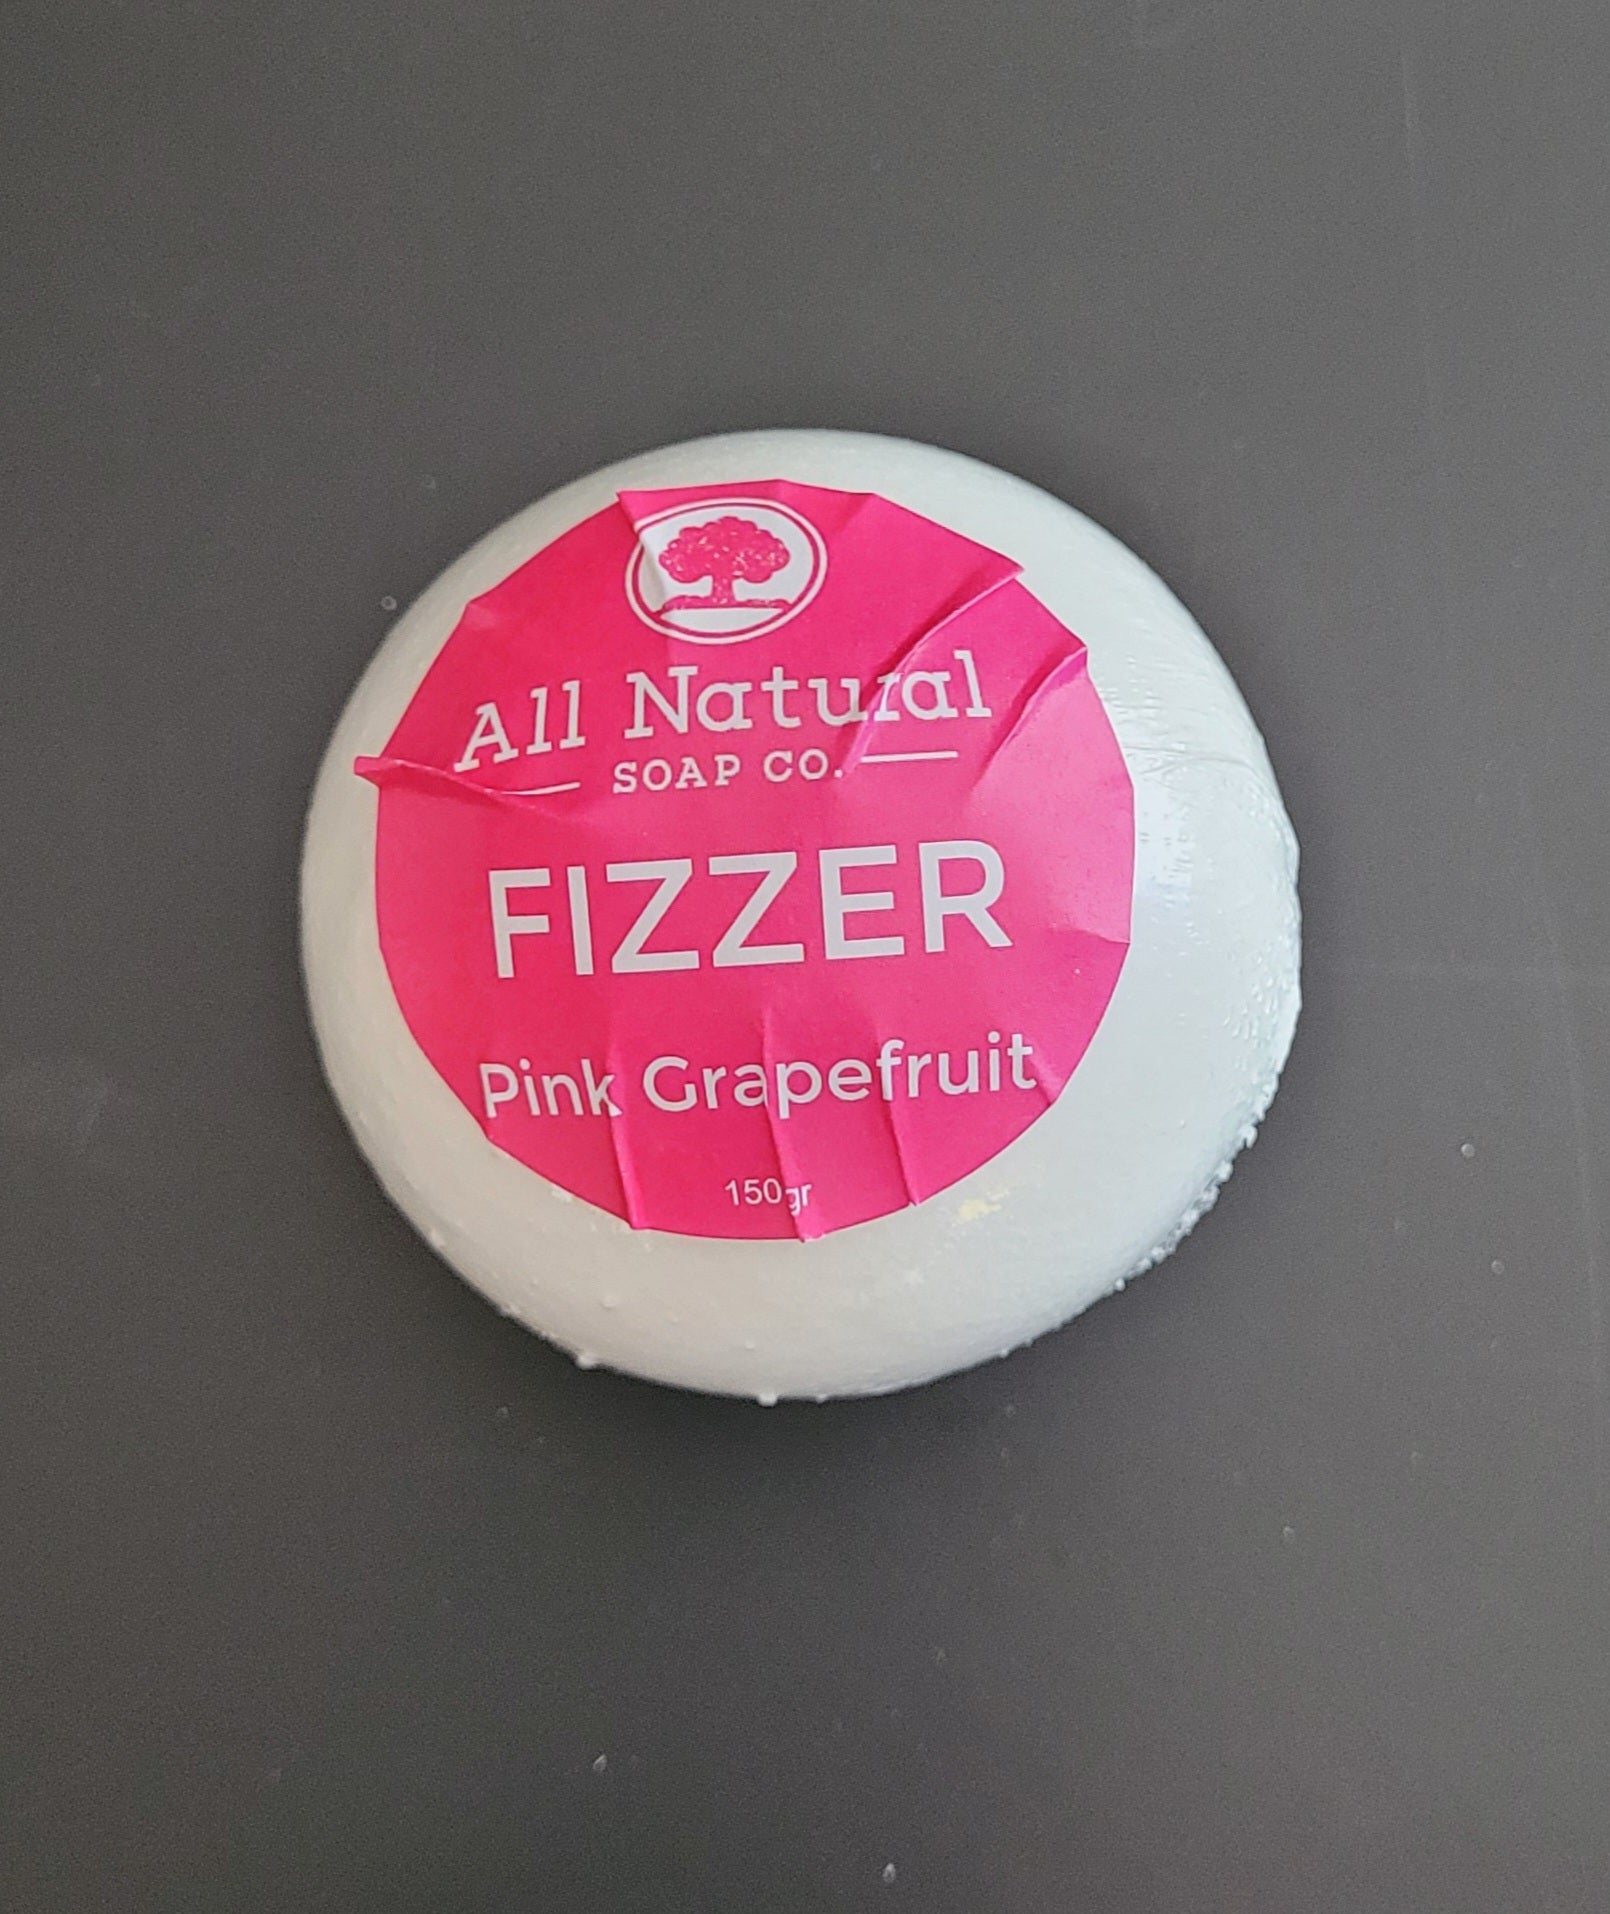 All Natural
SOAP CO.
FIZZER
Pink Grapefruit
150gr